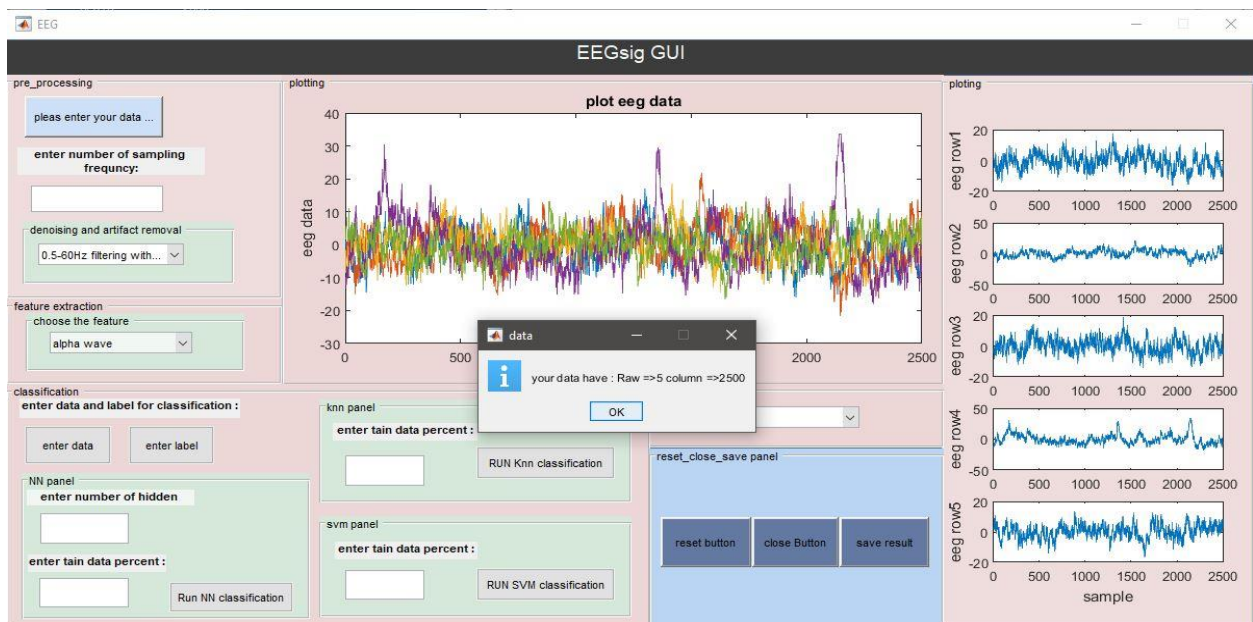 EEG
EEGsig GUI
pre_processing
pleas enter your data ...
enter number of sampling
frequncy:
denoising and artifact removal
0.5-60Hz filtering with...
feature extraction
choose the feature
alpha wave
plotting
plot eeg data
eeg data
40
30
20
10
0
-10
-20
-30
0
500
2000
2500
data
your data have : Raw =>5 column =>2500
OK
classification
enter data and label for classification :
enter data
enter label
NN panel
enter number of hidden
enter tain data percent :
Run NN classification
knn panel
enter tain data percent :
RUN Knn classification
svm panel
enter tain data percent :
RUN SVM classification
reset_close_save panel
reset button
close Button
save result
ploting
eeg row1
20
0
-20
0 500 1000 1500 2000 2500
eeg row2
50
0
-50
0 500 1000 1500 2000 2500
eeg row3
20
0
-20
0 500 1000 1500 2000 2500
eeg row4
50
0
-50
0 500 1000 1500 2000 2500
eeg row5
20
0
-20
0 500 1000 1500 2000 2500
sample